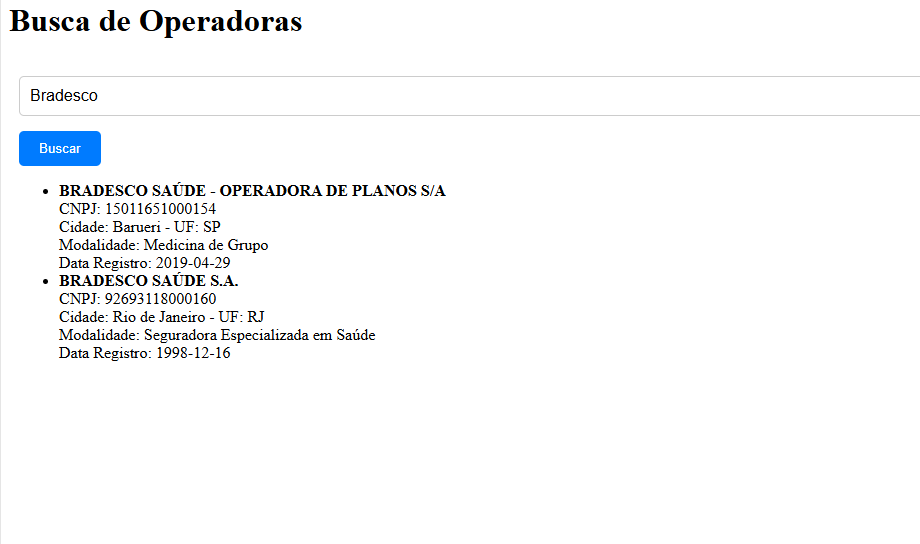 Busca de Operadoras
Bradesco
Buscar
BRADESCO SAÚDE - OPERADORA DE PLANOS S/A
CNPJ: 15011651000154
Cidade: Barueri - UF: SP
Modalidade: Medicina de Grupo
Data Registro: 2019-04-29
BRADESCO SAÚDE S.A.
CNPJ: 92693118000160
Cidade: Rio de Janeiro - UF: RJ
Modalidade: Seguradora Especializada em Saúde
Data Registro: 1998-12-16